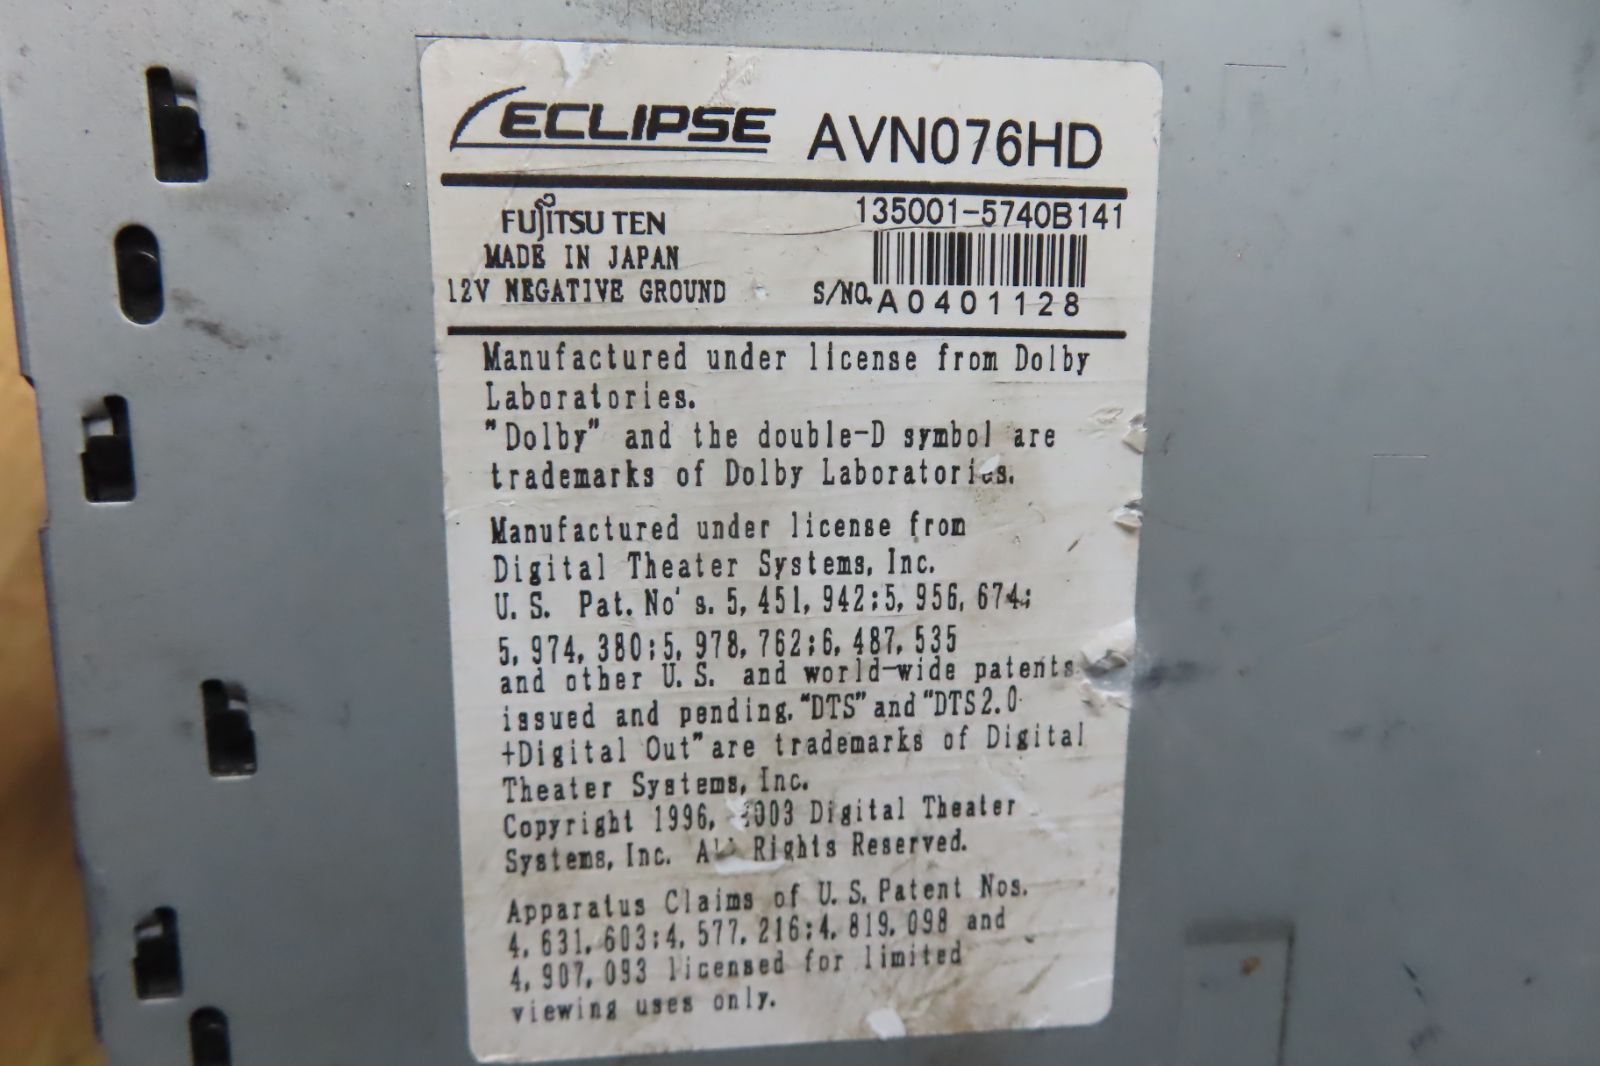 ECLIPSE AVN076HD
FUJITSU TEN 135001-5740B141
MADE IN JAPAN
12V NEGATIVE GROUND S/NO. A0401128
Manufactured under license from Dolby
Laboratories.
"Dolby" and the double-D symbol are
trademarks of Dolby Laboratories.
Manufactured under license from
Digital Theater Systems, Inc.
U.S. Pat. No's. 5,451,942;5,956,674;
5,974,380;5,978,762;6,487,535
and other U.S. and world-wide patents
issued and pending. "DTS" and "DTS 2.0
+Digital Out" are trademarks of Digital
Theater Systems, Inc.
Copyright 1996, 2003 Digital Theater
Systems, Inc. All Rights Reserved.
Apparatus Claims of U.S. Patent Nos.
4,631,603;4,577,216;4,819,098 and
4,907,093 licensed for limited
viewing uses only.